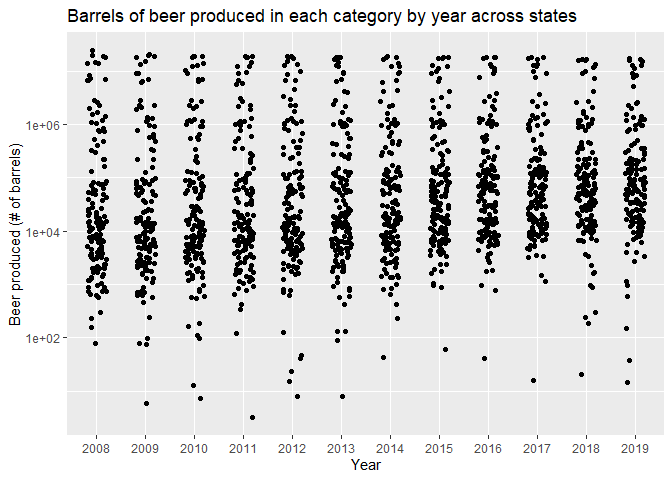 Barrels of beer produced in each category by year across states
Beer produced (# of barrels)
1e+06
1e+04
1e+02
2008 2009 2010 2011 2012 2013 2014 2015 2016 2017 2018 2019
Year